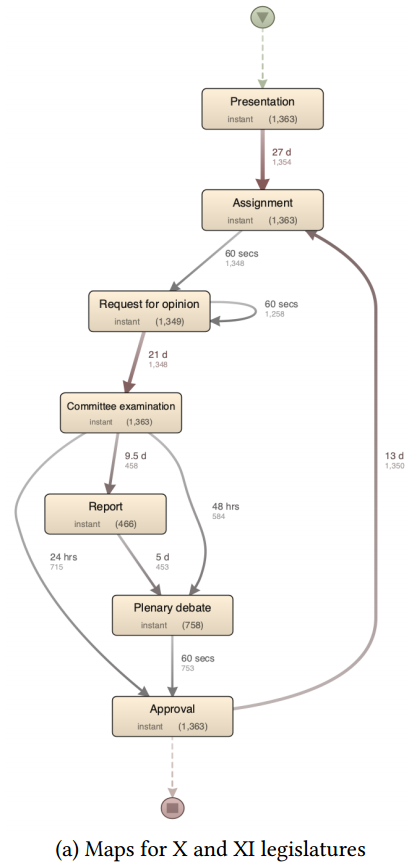 Presentation
instant (1,363)
27 d
1,354
Assignment
instant (1,363)
60 secs
1,348
Request for opinion
instant (1,349)
60 secs
1,258
21 d
1,348
Committee examination
instant (1,363)
9.5 d
458
Report
instant (466)
48 hrs
584
13 d
1,350
24 hrs
715
5 d
453
Plenary debate
instant (758)
60 secs
753
Approval
instant (1,363)
(a) Maps for X and XI legislatures